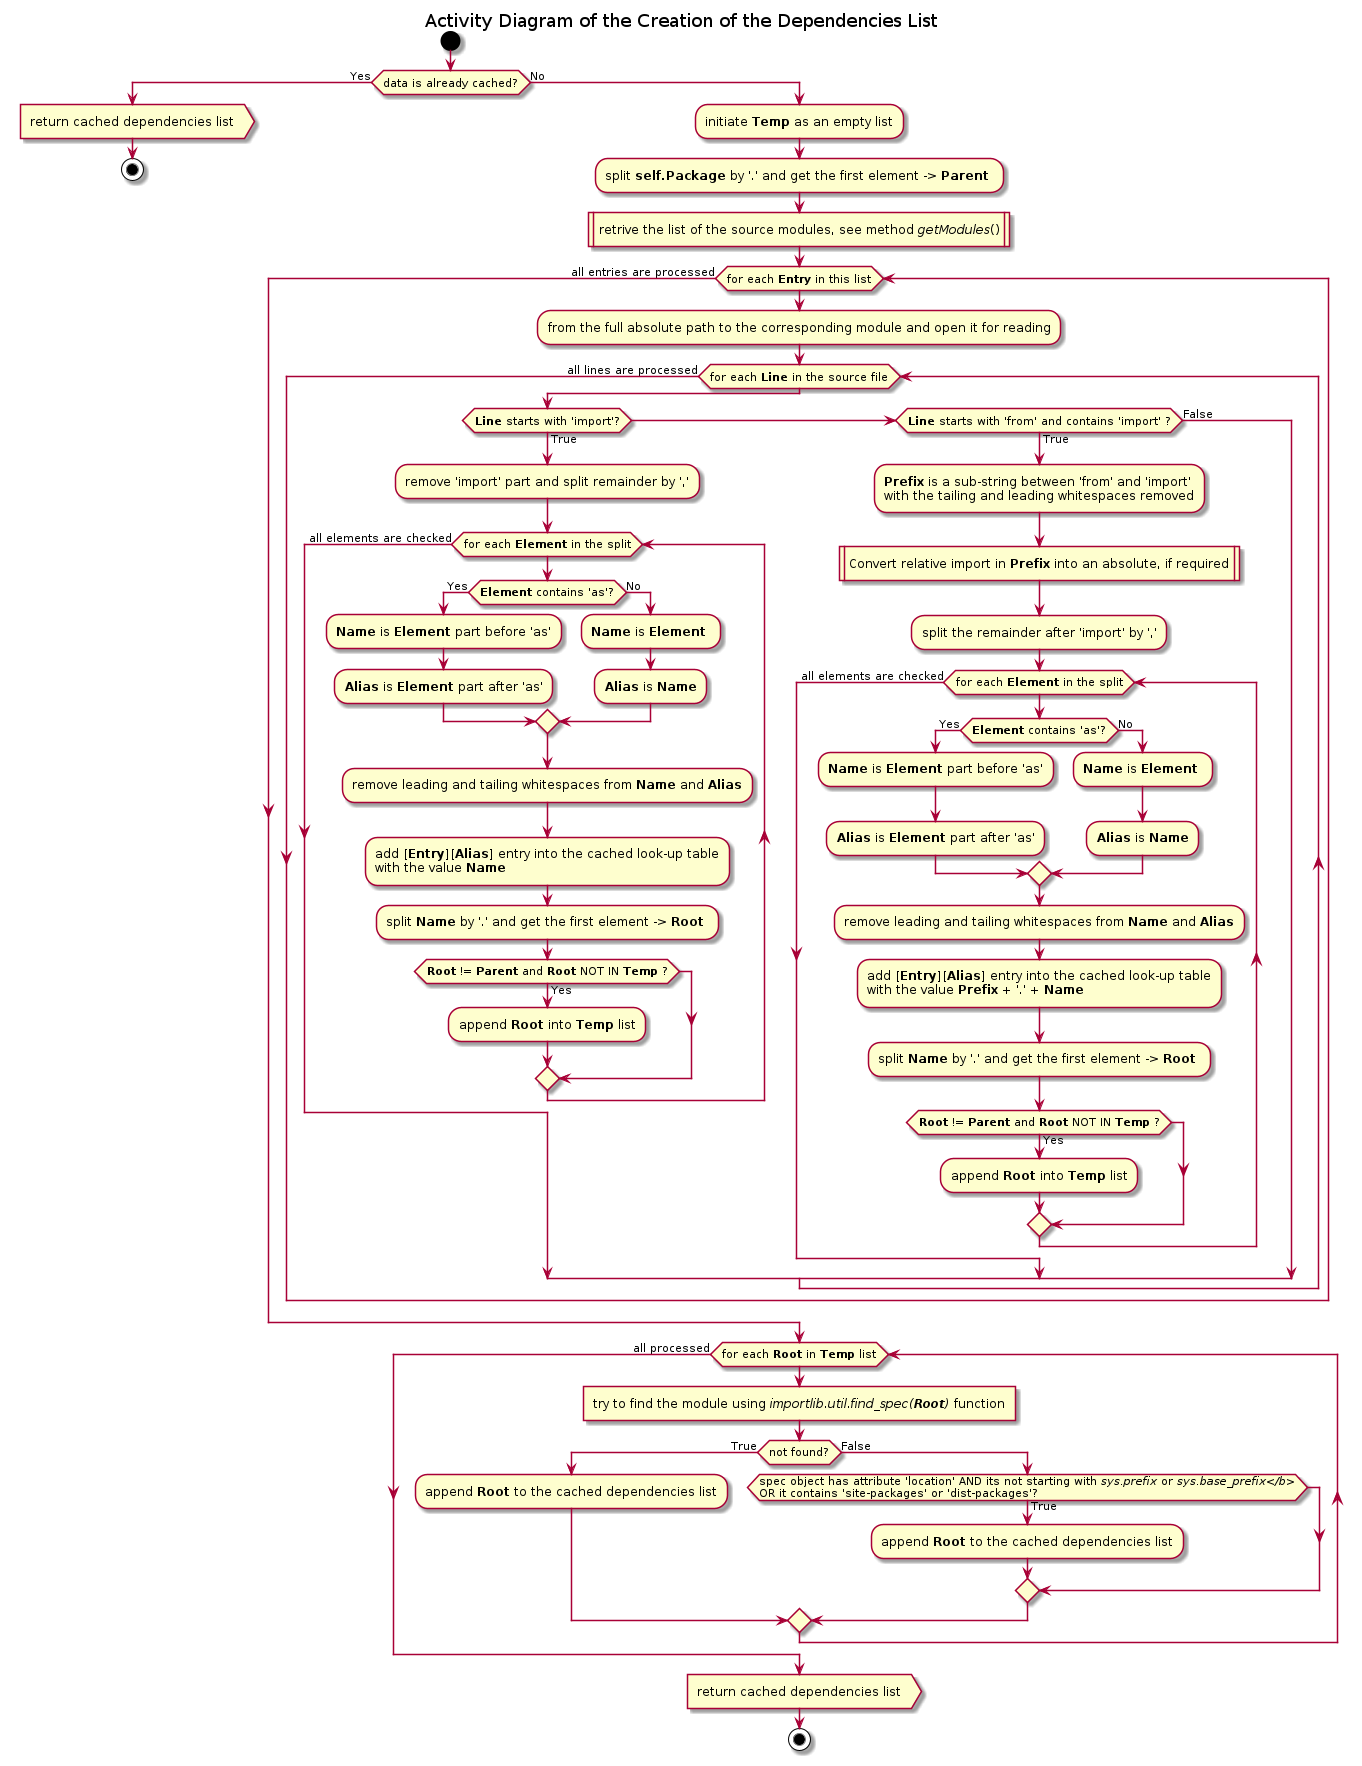 Activity Diagram of the Creation of the Dependencies List
Yes
data is already cached?
No
return cached dependencies list
initiate Temp as an empty list
split self.Package by '.' and get the first element -> Parent
retrive the list of the source modules, see method getModules()
all entries are processed
for each Entry in this list
from the full absolute path to the corresponding module and open it for reading
all lines are processed
for each Line in the source file
Line starts with 'import'?
True
remove 'import' part and split remainder by ','
all elements are checked
for each Element in the split
Yes
Element contains 'as'?
No
Name is Element part before 'as'
Name is Element
Alias is Element part after 'as'
Alias is Name
remove leading and tailing whitespaces from Name and Alias
add [Entry][Alias] entry into the cached look-up table
with the value Name
split Name by '.' and get the first element -> Root
Root != Parent and Root NOT IN Temp ?
Yes
append Root into Temp list
Line starts with 'from' and contains 'import' ?
False
True
Prefix is a sub-string between 'from' and 'import'
with the tailing and leading whitespaces removed
Convert relative import in Prefix into an absolute, if required
split the remainder after 'import' by ','
all elements are checked
for each Element in the split
Yes
Element contains 'as'?
No
Name is Element part before 'as'
Name is Element
Alias is Element part after 'as'
Alias is Name
remove leading and tailing whitespaces from Name and Alias
add [Entry][Alias] entry into the cached look-up table
with the value Prefix + '.' + Name
split Name by '.' and get the first element -> Root
Root != Parent and Root NOT IN Temp ?
Yes
append Root into Temp list
all processed
for each Root in Temp list
try to find the module using importlib.util.find_spec(Root) function
True
not found?
False
append Root to the cached dependencies list
spec object has attribute 'location' AND its not starting with sys.prefix or sys.base_prefix</b>
OR it contains 'site-packages' or 'dist-packages'?
True
append Root to the cached dependencies list
return cached dependencies list